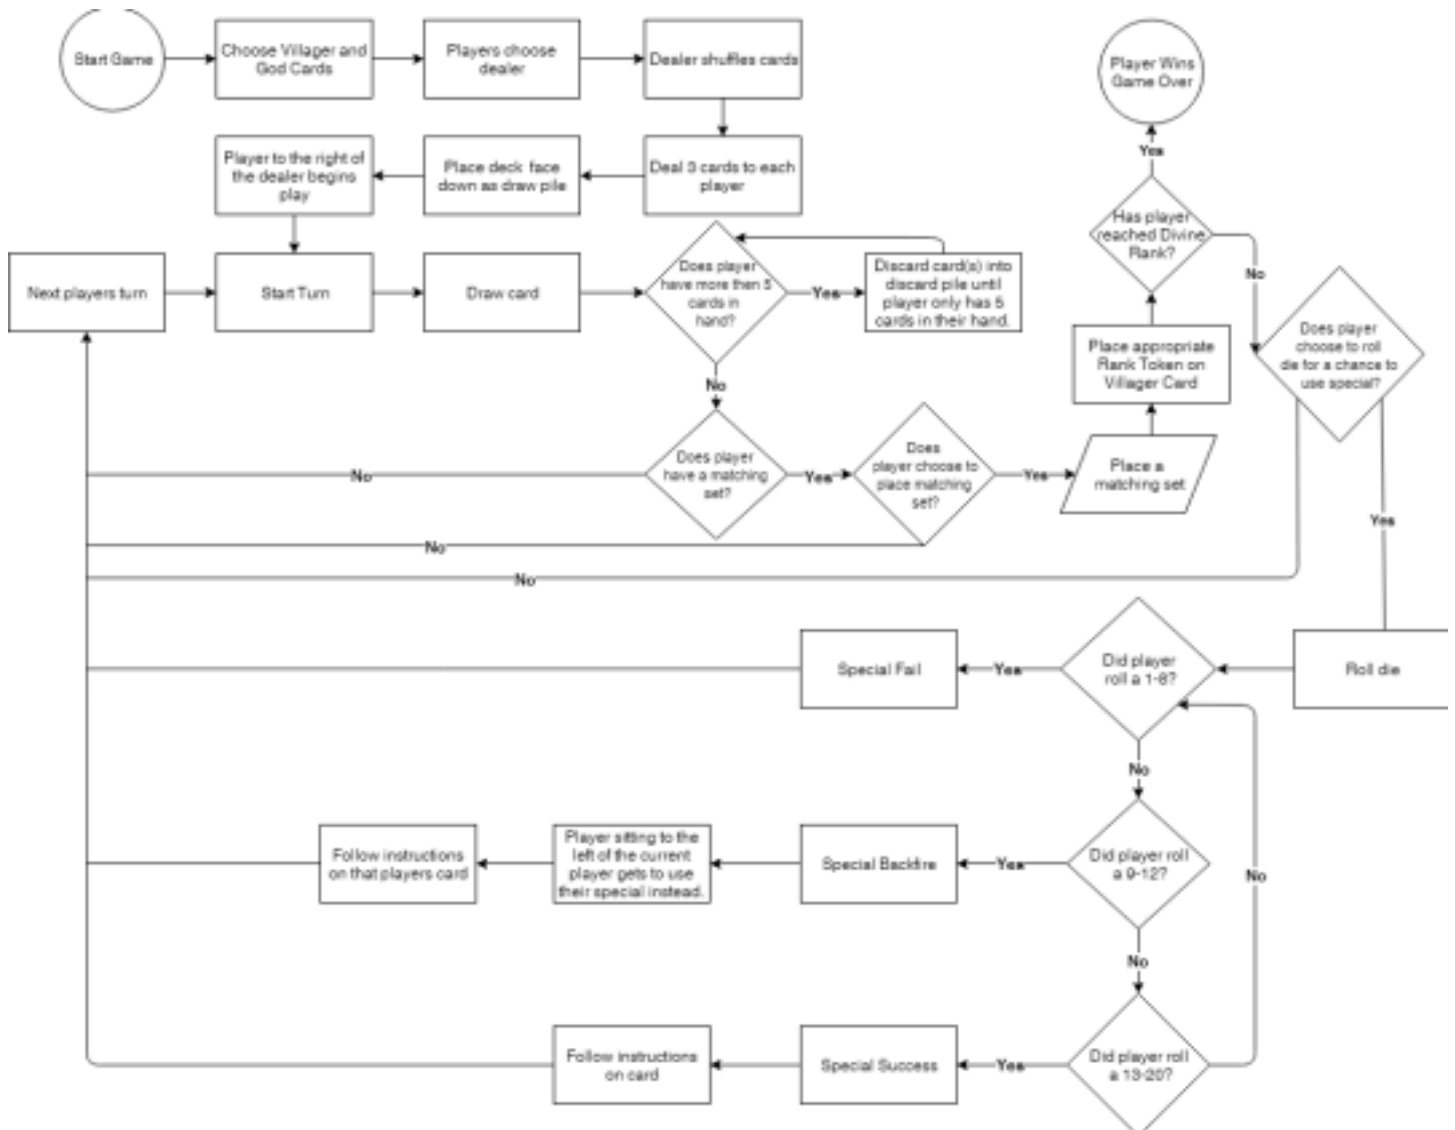 Start Game
Choose Villager and
God Cards
Players choose
dealer
Dealer shuffles cards
Player Wins
Game Over
Yes
Player to the right of
the dealer begins
play
Place deck face
down as draw pile
Deal 3 cards to each
player
Has player
reached Divine
Rank?
No
Next players turn
Start Turn
Draw card
Does player
have more then 5
cards in
hand?
Yes
Discard card(s) into
discard pile until
player only has 5
cards in their hand.
Place appropriate
Rank Token on
Villager Card
Does player
choose to roll
die for a chance to
use special?
No
No
Does player
have a matching
set?
Yes
Does
player choose to
place matching
set?
Yes
Place a
matching set
Yes
No
No
Special Fail
Yes
Did player
roll a 1-8?
Roll die
No
Follow instructions
on that players card
Player sitting to the
left of the current
player gets to use
their special instead.
Special Backfire
Yes
Did player roll
a 9-12?
No
No
Follow instructions
on card
Special Success
Yes
Did player roll
a 13-20?